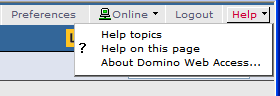 Preferences Online Logout Help
L
? Help topics
Help on this page
About Domino Web Access...